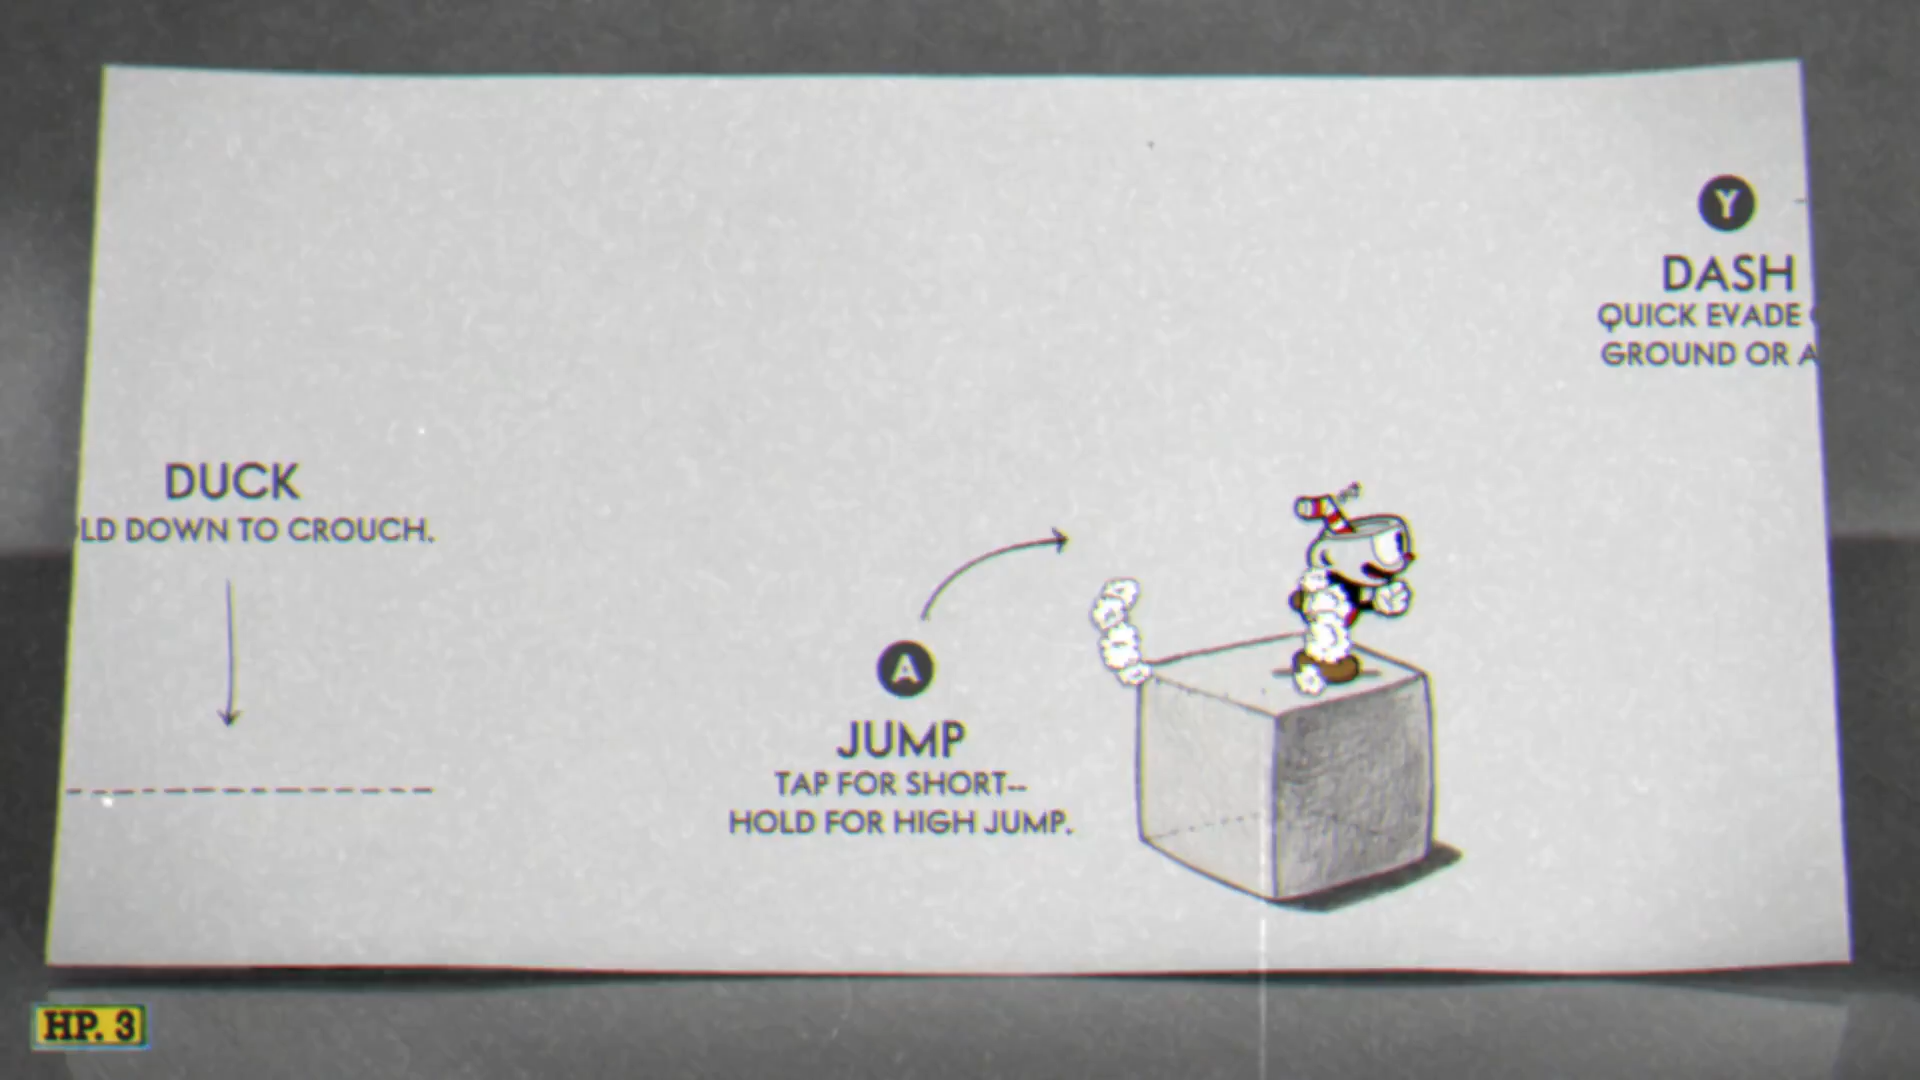 DUCK
LD DOWN TO CROUCH.
A
JUMP
TAP FOR SHORT--
HOLD FOR HIGH JUMP.
Y
DASH
QUICK EVADE
GROUND OR A
HP. 3